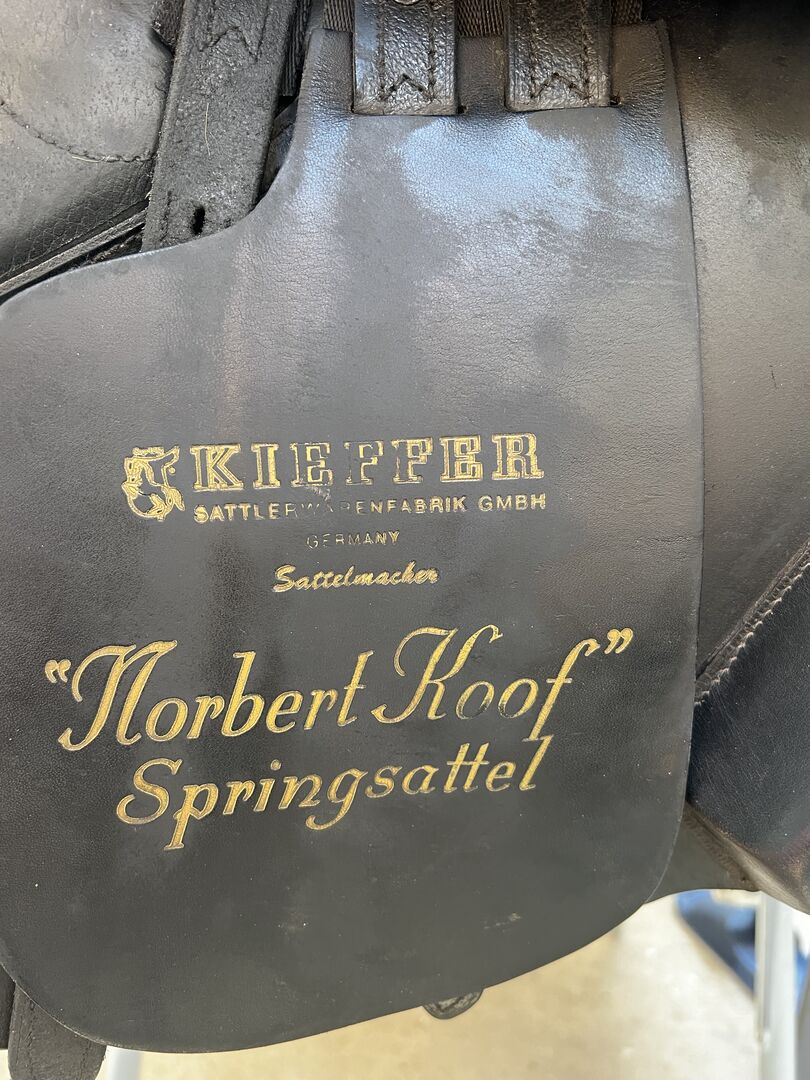 KIEFFER
SATTLERWARENFABRIK GMBH
GERMANY
Sattelmacher
"Norbert Koof"
Springsattel